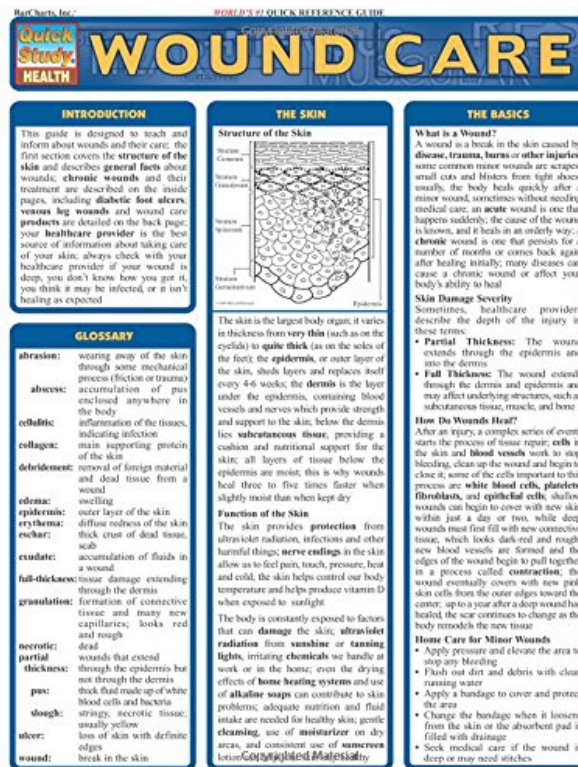 BarCharts, Inc.®
WORLD'S #1 QUICK REFERENCE GUIDE
Quick
Study®
HEALTH
WOUND CARE
INTRODUCTION
This guide is designed to teach and
inform about wounds and their care; the
first section covers the structure of the
skin and describes general facts about
wounds; chronic wounds and their
treatment are described on the inside
pages, including diabetic foot ulcers;
venous leg wounds and wound care
products are detailed on the back page;
your healthcare provider is the best
source of information about taking care
of your skin; always check with your
healthcare provider if your wound is
deep, you don't know how you got it,
you think it may be infected, or it isn't
healing as expected
GLOSSARY
abrasion: wearing away of the skin
through some mechanical
process (friction or trauma)
abscess: accumulation of pus
enclosed anywhere in
the body
cellulitis: inflammation of the tissues,
indicating infection
collagen: main supporting protein
of the skin
debridement: removal of foreign material
and dead tissue from a
wound
edema: swelling
epidermis: outer layer of the skin
erythema: diffuse redness of the skin
eschar: thick crust of dead tissue,
scab
exudate: accumulation of fluids in
a wound
full-thickness: tissue damage extending
through the dermis
granulation: formation of connective
tissue and many new
capillaries; looks red
and rough
necrotic: dead
partial wounds that extend
thickness: through the epidermis but
not through the dermis
pus: thick fluid made up of white
blood cells and bacteria
slough: stringy, necrotic tissue;
usually yellow
ulcer: loss of skin with definite
edges
wound: break in the skin
THE SKIN
Structure of the Skin
Stratum
Corneum
Stratum
Granulosum
Stratum
Spinosum
Stratum
Germinativum
Epidermis
The skin is the largest body organ; it varies
in thickness from very thin (such as on the
eyelids) to quite thick (as on the soles of
the feet); the epidermis, or outer layer of
the skin, sheds layers and replaces itself
every 4-6 weeks; the dermis is the layer
under the epidermis, containing blood
vessels and nerves which provide strength
and support to the skin; below the dermis
lies subcutaneous tissue, providing a
cushion and nutritional support for the
skin; all layers of tissue below the
epidermis are moist; this is why wounds
heal three to five times faster when
slightly moist than when kept dry
Function of the Skin
The skin provides protection from
ultraviolet radiation, infections and other
harmful things; nerve endings in the skin
allow us to feel pain, touch, pressure, heat
and cold; the skin helps control our body
temperature and helps produce vitamin D
when exposed to sunlight
The body is constantly exposed to factors
that can damage the skin; ultraviolet
radiation from sunshine or tanning
lights, irritating chemicals we handle at
work or in the home; even the drying
effects of home heating systems and use
of alkaline soaps can contribute to skin
problems; adequate nutrition and fluid
intake are needed for healthy skin; gentle
cleansing, use of moisturizer on dry
areas, and consistent use of sunscreen
Copyrighted Material
THE BASICS
What is a Wound?
A wound is a break in the skin caused by
disease, trauma, burns or other injuries;
some common minor wounds are scrapes,
small cuts and blisters from tight shoes;
usually, the body heals quickly after a
minor wound, sometimes without needing
medical care; an acute wound is one that
happens suddenly; the cause of the wound
is known, and it heals in an orderly way; a
chronic wound is one that persists for a
number of months or comes back again
after healing initially; many diseases can
cause a chronic wound or affect your
body's ability to heal
Skin Damage Severity
Sometimes, healthcare providers
describe the depth of the injury in
these terms:
• Partial Thickness: The wound
extends through the epidermis and
into the dermis
• Full Thickness: The wound extends
through the dermis and epidermis and
may affect underlying structures, such as
subcutaneous tissue, muscle, and bone
How Do Wounds Heal?
After an injury, a complex series of events
starts the process of tissue repair; cells in
the skin and blood vessels work to stop
bleeding, clean up the wound and begin to
close it; some of the cells important to this
process are white blood cells, platelets,
fibroblasts, and epithelial cells; shallow
wounds can begin to cover with new skin
within just a day or two, while deep
wounds must first fill with new connective
tissue, which looks dark-red and rough;
new blood vessels are formed and the
edges of the wound begin to pull together
in a process called contraction; the
wound eventually covers with new pink
skin cells from the outer edges toward the
center; up to a year after a deep wound has
healed, the scar continues to change as the
body remodels the new tissue
Home Care for Minor Wounds
• Apply pressure and elevate the area to
stop any bleeding
• Flush out dirt and debris with clean
running water
• Apply a bandage to cover and protect
the area
• Change the bandage when it loosens
from the skin or the absorbent pad is
filled with drainage
• Seek medical care if the wound is
deep or may need stitches